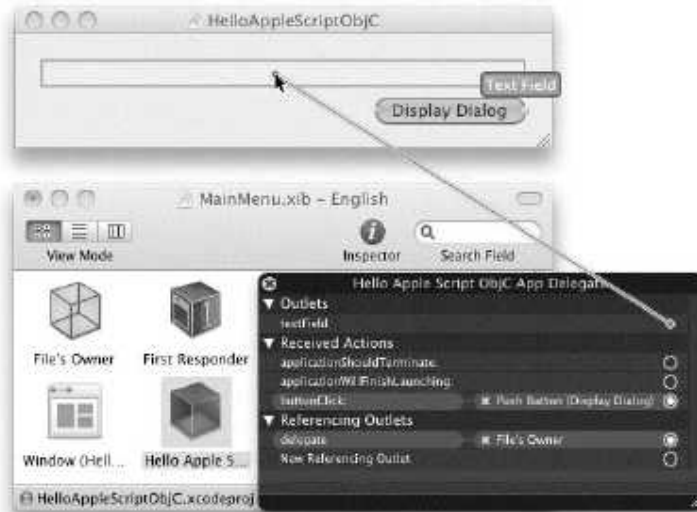 HelloAppleScriptObjC
Text Field
Display Dialog
MainMenu.xib – English
View Mode
Inspector
Search Field
File's Owner
First Responder
Window (Hell...
Hello Apple S...
HelloAppleScriptObjC.xcodeproj
Hello Apple Script ObjC App Delegate
Outlets
textField
Received Actions
applicationShouldTerminate:
applicationWillFinishLaunching:
buttonClick:
Push Button (Display Dialog)
Referencing Outlets
delegate
File's Owner
New Referencing Outlet